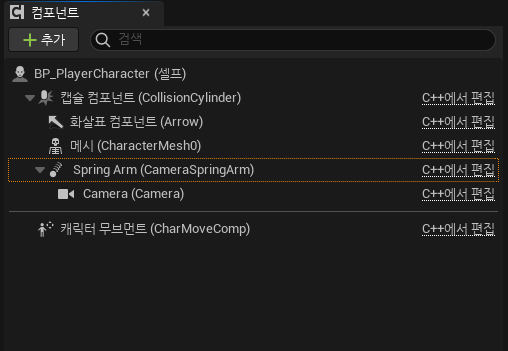 컴포넌트
추가 검색
BP_PlayerCharacter (셀프)
캡슐 컴포넌트 (CollisionCylinder) C++에서 편집
화살표 컴포넌트 (Arrow) C++에서 편집
메시 (CharacterMesh0) C++에서 편집
Spring Arm (CameraSpringArm) C++에서 편집
Camera (Camera) C++에서 편집
캐릭터 무브먼트 (CharMoveComp) C++에서 편집